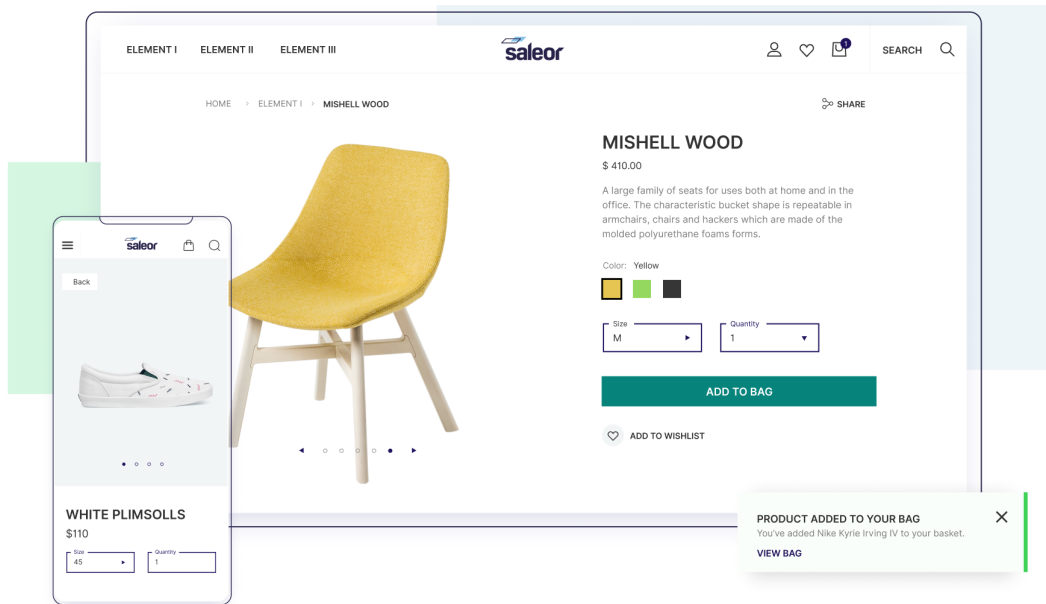 ELEMENT I
ELEMENT II
ELEMENT III
saleor
1
SEARCH
HOME › ELEMENT I › MISHELL WOOD
SHARE
MISHELL WOOD
$ 410.00
A large family of seats for uses both at home and in the
office. The characteristic bucket shape is repeatable in
armchairs, chairs and hackers which are made of the
molded polyurethane foams forms.
Color: Yellow
Size
M
Quantity
1
ADD TO BAG
ADD TO WISHLIST
saleor
Back
WHITE PLIMSOLLS
$110
Size
45
Quantity
1
PRODUCT ADDED TO YOUR BAG
You've added Nike Kyrie Irving IV to your basket.
VIEW BAG